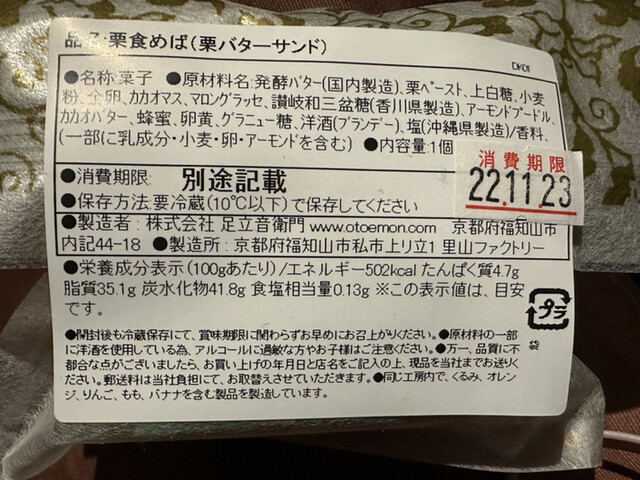 品名:栗食めば(栗バターサンド)
DK01
●名称:菓子 ●原材料名:発酵バター(国内製造)、栗ペースト、上白糖、小麦
粉、全卵、カカオマス、マロングラッセ、讃岐和三盆糖(香川県製造)、アーモンドプードル、
カカオバター、蜂蜜、卵黄、グラニュー糖、洋酒(ブランデー)、塩(沖縄県製造)/香料、
(一部に乳成分・小麦・卵・アーモンドを含む) ●内容量:1個
消費期限
22.11.23
●消費期限: 別途記載
●保存方法:要冷蔵(10℃以下)で保存してください
●製造者:株式会社 足立音衛門 www.otoemon.com 京都府福知山市
内記44-18 ●製造所:京都府福知山市私市上リ立1 里山ファクトリー
●栄養成分表示(100gあたり)/エネルギー502kcal たんぱく質4.7g
脂質35.1g 炭水化物41.8g 食塩相当量0.13g ※この表示値は、目安
です。
プラ
袋
●開封後も冷蔵保存にて、賞味期限に関わらずお早めにお召上がりください。●原材料の一部
に洋酒を使用している為、アルコールに過敏な方やお子様はご注意ください。●万一、品質に不
都合な点がございましたら、お買い上げの年月日と店名をご記入の上、現品を当社までお送りく
ださい。郵送料は当社負担にて、お取替えさせていただきます。●同じ工房内で、くるみ、オレン
ジ、りんご、もも、バナナを含む製品を製造しています。